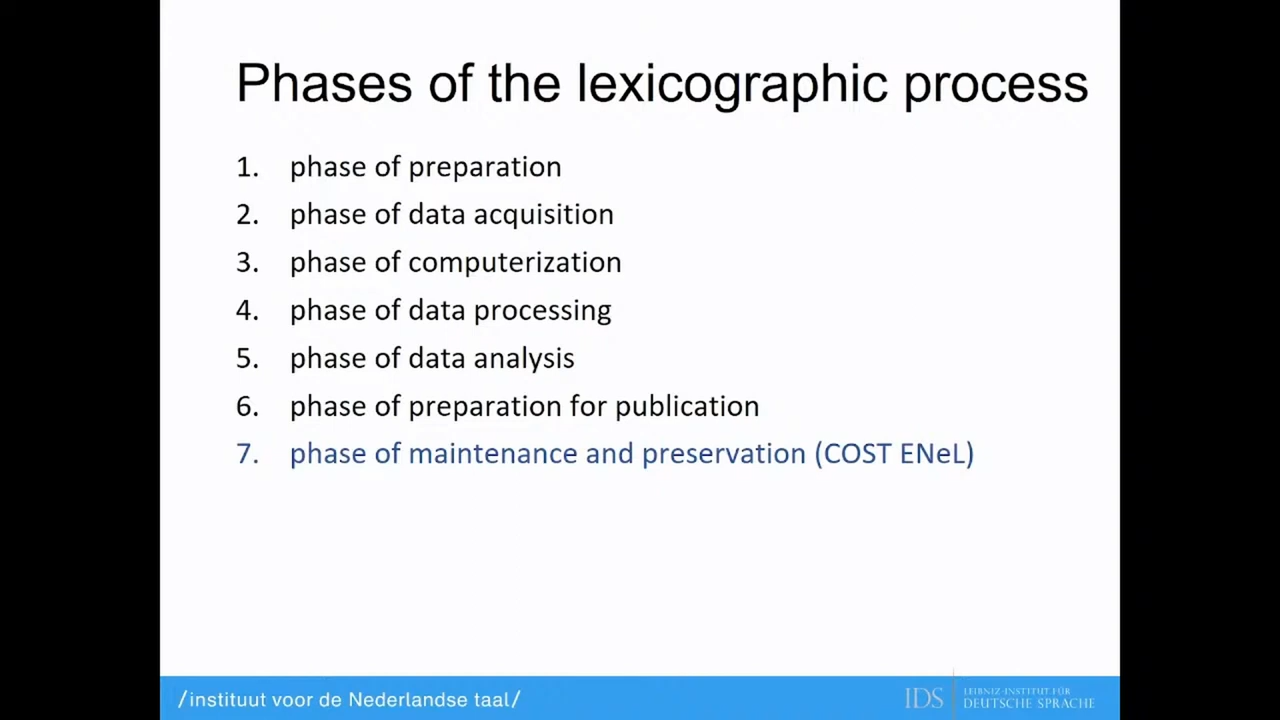 Phases of the lexicographic process
1. phase of preparation
2. phase of data acquisition
3. phase of computerization
4. phase of data processing
5. phase of data analysis
6. phase of preparation for publication
7. phase of maintenance and preservation (COST ENeL)
/instituut voor de Nederlandse taal/
IDS
LEIBNIZ-INSTITUT FÜR
DEUTSCHE SPRACHE